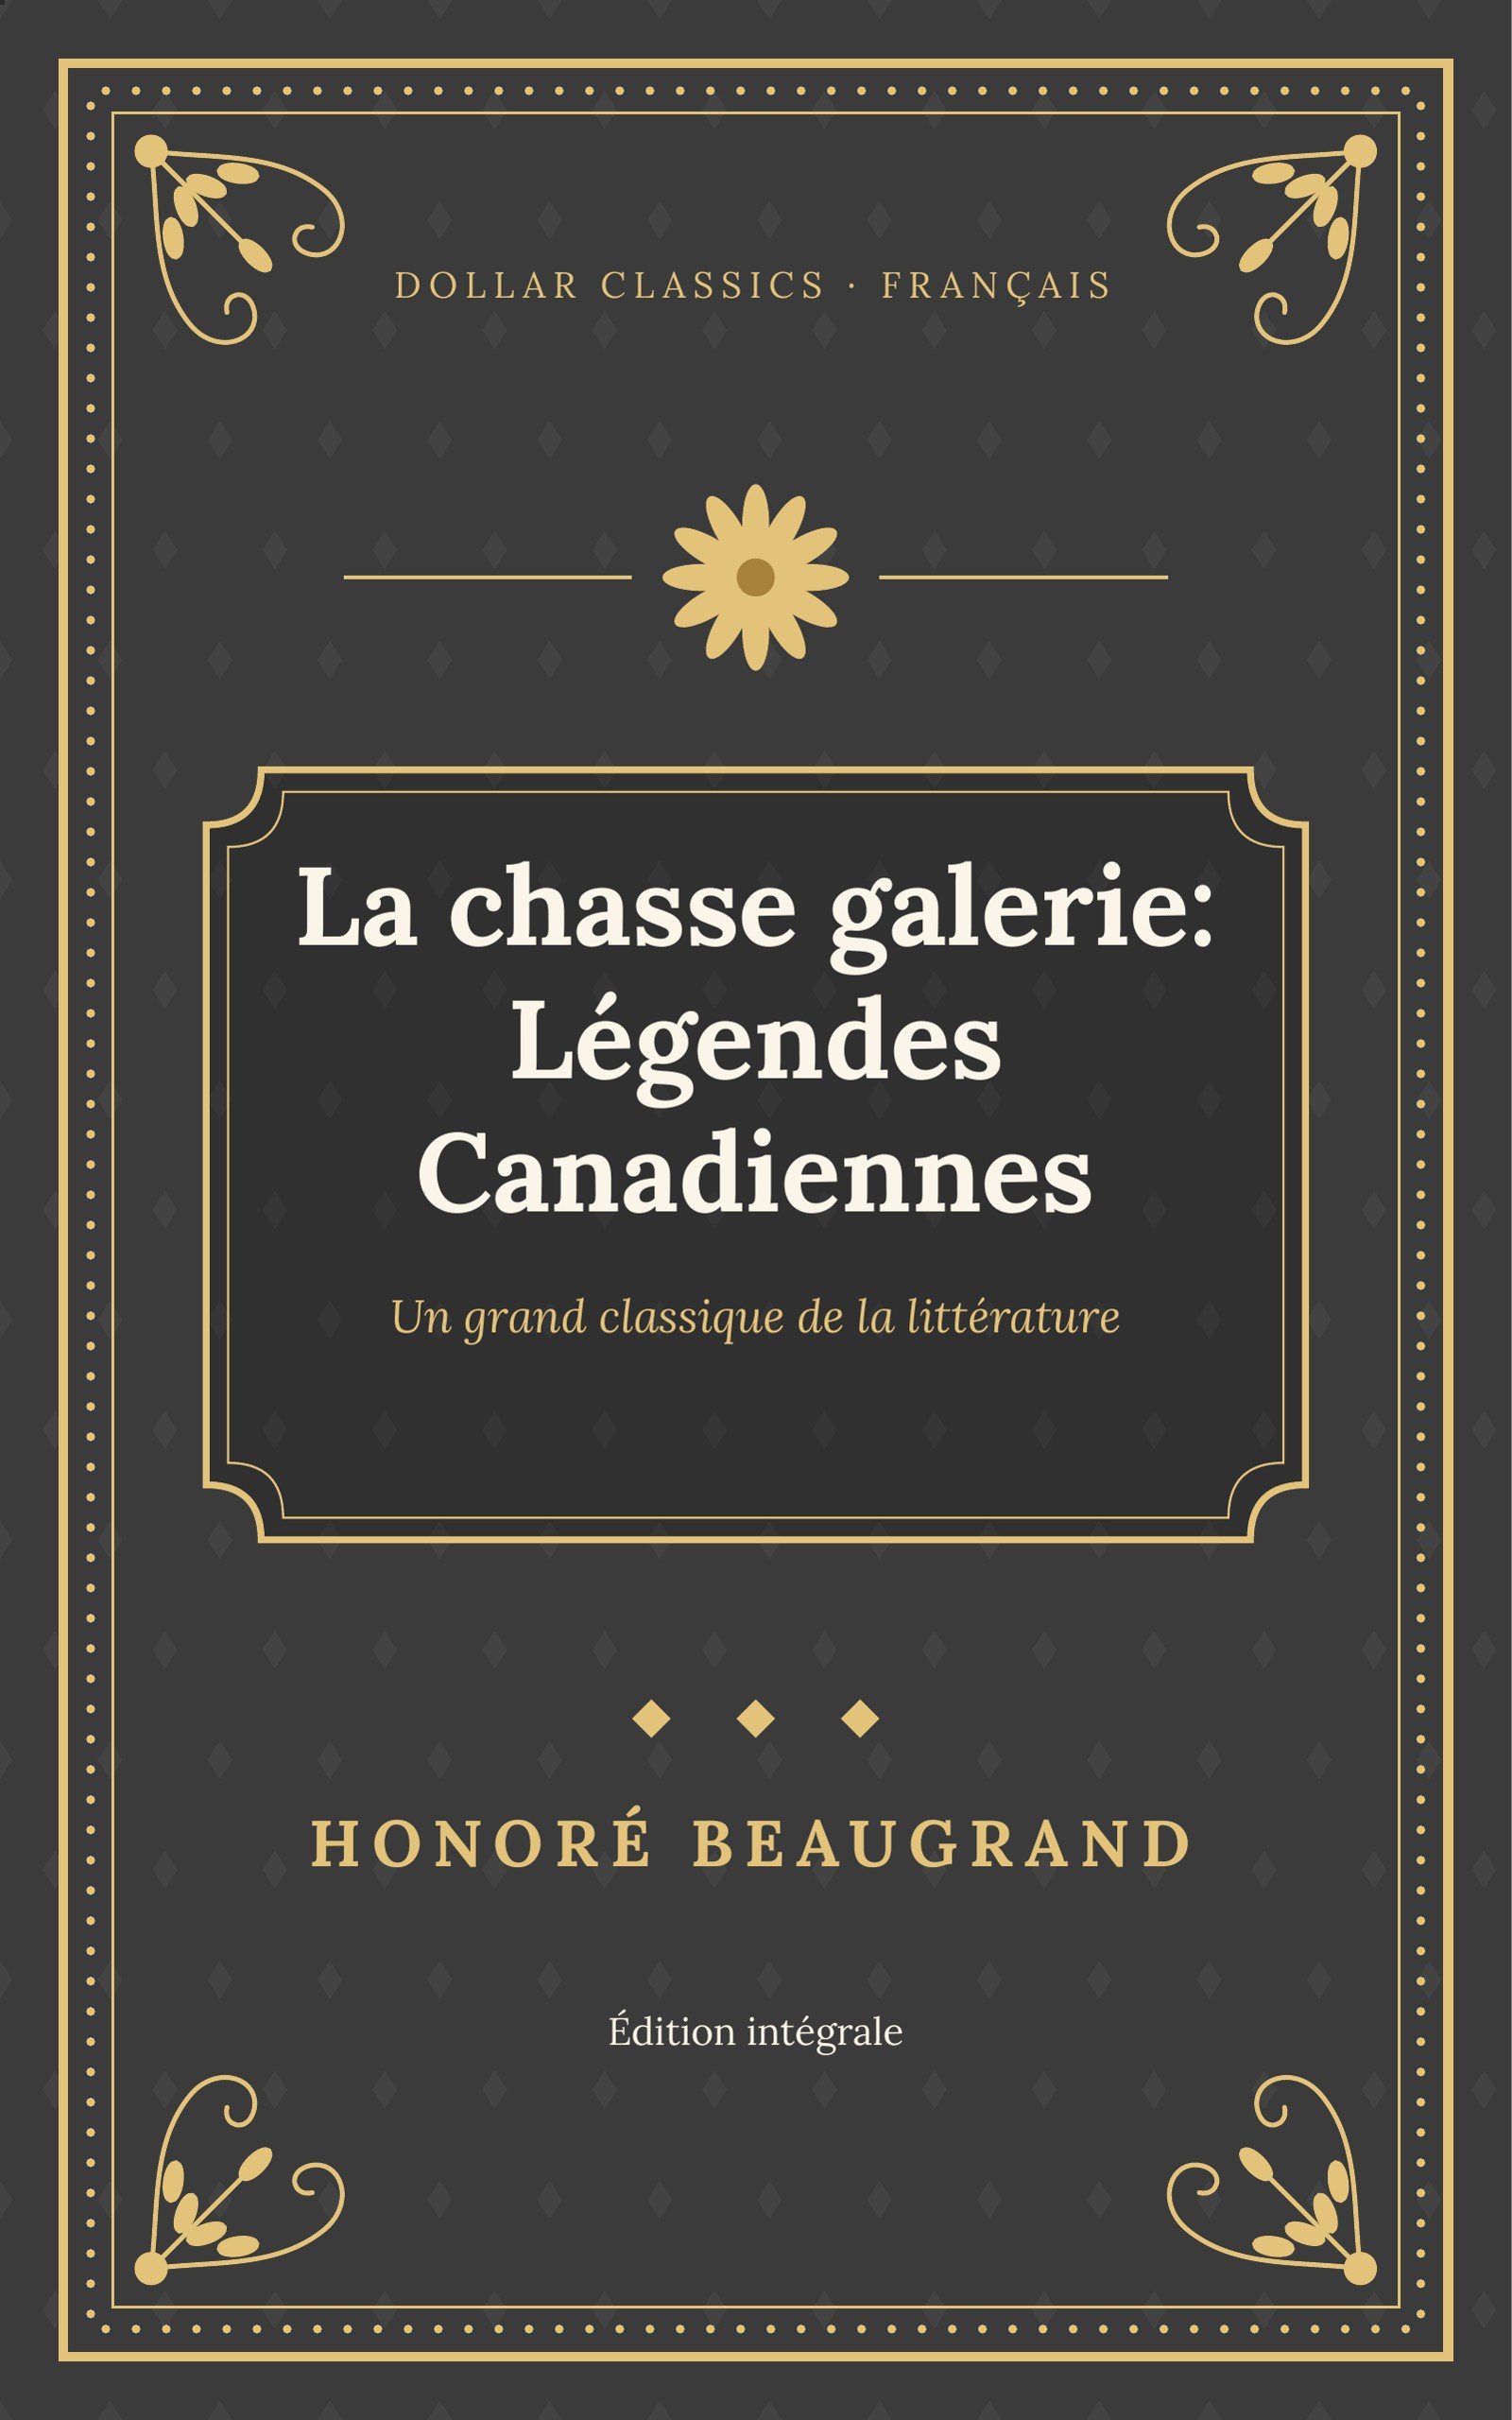 DOLLAR CLASSICS · FRANÇAIS
La chasse galerie:
Légendes
Canadiennes
Un grand classique de la littérature
HONORÉ BEAUGRAND
Édition intégrale